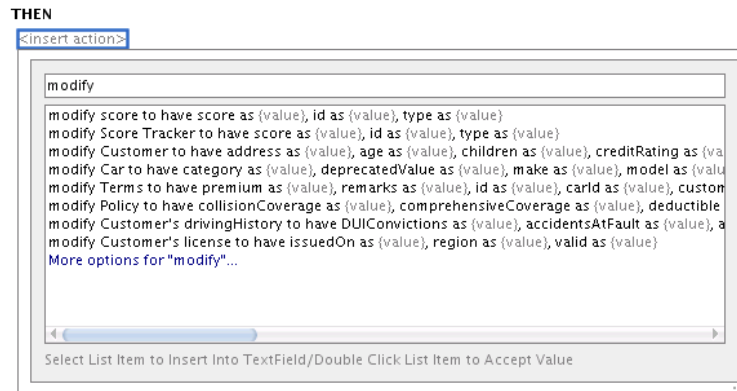 THEN
<insert action>
modify
modify score to have score as {value}, id as {value}, type as {value}
modify Score Tracker to have score as {value}, id as {value}, type as {value}
modify Customer to have address as {value}, age as {value}, children as {value}, creditRating as {va
modify Car to have category as {value}, deprecatedValue as {value}, make as {value}, model as {valu
modify Terms to have premium as {value}, remarks as {value}, id as {value}, carId as {value}, custom
modify Policy to have collisionCoverage as {value}, comprehensiveCoverage as {value}, deductible
modify Customer's drivingHistory to have DUIConvictions as {value}, accidentsAtFault as {value}, a
modify Customer's license to have issuedOn as {value}, region as {value}, valid as {value}
More options for "modify"...
Select List Item to Insert Into TextField/Double Click List Item to Accept Value